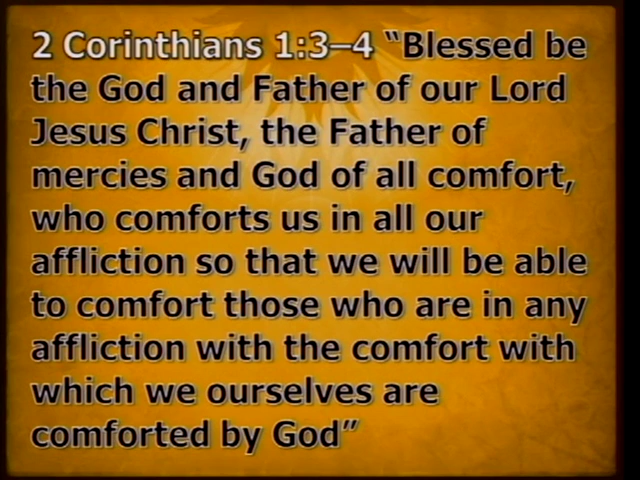 2 Corinthians 1:3–4 “Blessed be
the God and Father of our Lord
Jesus Christ, the Father of
mercies and God of all comfort,
who comforts us in all our
affliction so that we will be able
to comfort those who are in any
affliction with the comfort with
which we ourselves are
comforted by God”